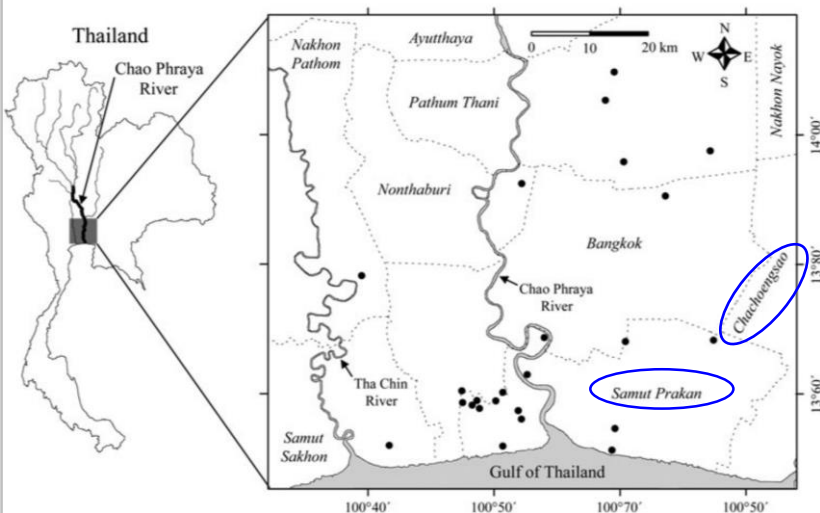 Thailand
Chao Phraya
River
Nakhon
Pathom
Ayutthaya
0 10 20 km
N
W E
S
Nakhon Nayok
Pathum Thani
14°00´
Nonthaburi
Bangkok
13°80´
Chachoengsao
Chao Phraya
River
Tha Chin
River
Samut Prakan
13°60´
Samut
Sakhon
Gulf of Thailand
100°40´ 100°50´ 100°70´ 100°50´